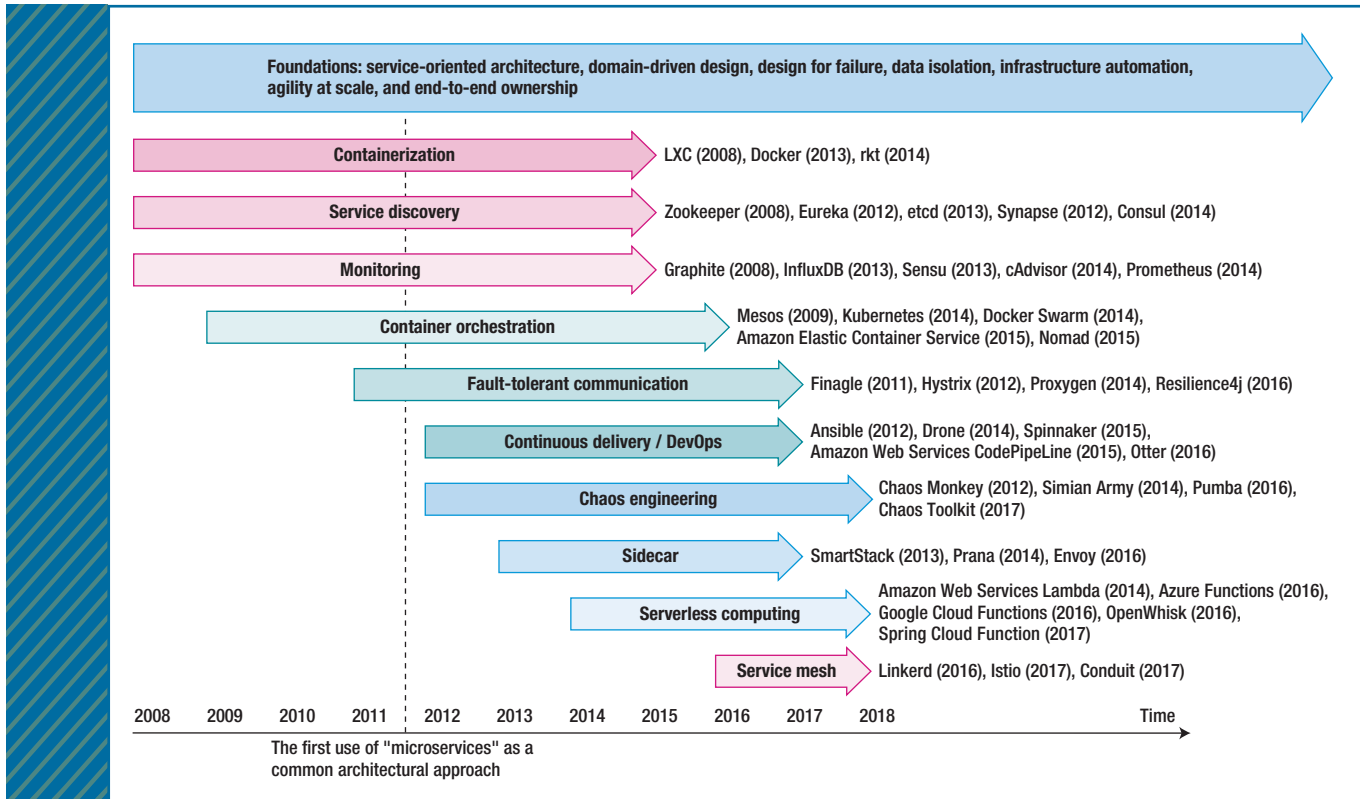 Foundations: service-oriented architecture, domain-driven design, design for failure, data isolation, infrastructure automation,
agility at scale, and end-to-end ownership
Containerization
LXC (2008), Docker (2013), rkt (2014)
Service discovery
Zookeeper (2008), Eureka (2012), etcd (2013), Synapse (2012), Consul (2014)
Monitoring
Graphite (2008), InfluxDB (2013), Sensu (2013), cAdvisor (2014), Prometheus (2014)
Container orchestration
Mesos (2009), Kubernetes (2014), Docker Swarm (2014),
Amazon Elastic Container Service (2015), Nomad (2015)
Fault-tolerant communication
Finagle (2011), Hystrix (2012), Proxygen (2014), Resilience4j (2016)
Continuous delivery / DevOps
Ansible (2012), Drone (2014), Spinnaker (2015),
Amazon Web Services CodePipeLine (2015), Otter (2016)
Chaos engineering
Chaos Monkey (2012), Simian Army (2014), Pumba (2016),
Chaos Toolkit (2017)
Sidecar
SmartStack (2013), Prana (2014), Envoy (2016)
Serverless computing
Amazon Web Services Lambda (2014), Azure Functions (2016),
Google Cloud Functions (2016), OpenWhisk (2016),
Spring Cloud Function (2017)
Service mesh
Linkerd (2016), Istio (2017), Conduit (2017)
2008 2009 2010 2011 2012 2013 2014 2015 2016 2017 2018 Time
The first use of "microservices" as a
common architectural approach